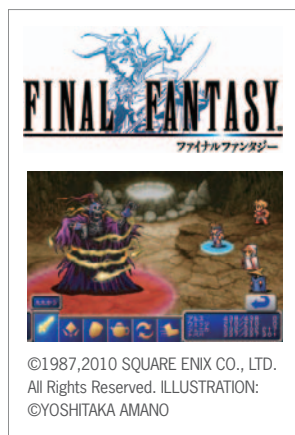 FINAL FANTASY®
ファイナルファンタジー
©1987,2010 SQUARE ENIX CO., LTD.
All Rights Reserved. ILLUSTRATION:
©YOSHITAKA AMANO